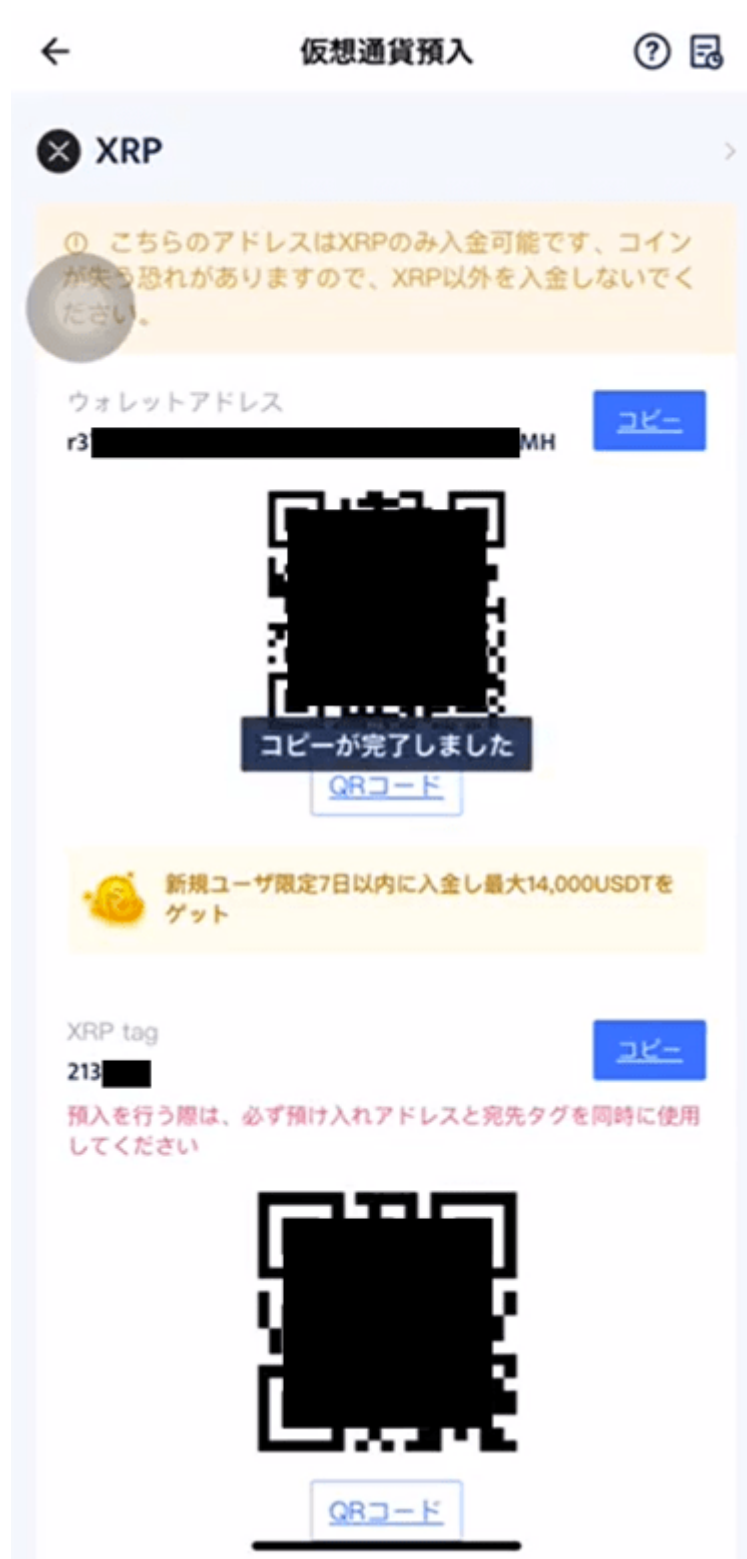 仮想通貨預入
XRP
こちらのアドレスはXRPのみ入金可能です、コイン
が失う恐れがありますので、XRP以外を入金しないでく
ださい。
ウォレットアドレス
コピー
r3
MH
コピーが完了しました
QRコード
新規ユーザ限定7日以内に入金し最大14,000USDTを
ゲット
XRP tag
コピー
213
預入を行う際は、必ず預け入れアドレスと宛先タグを同時に使用
してください
QRコード